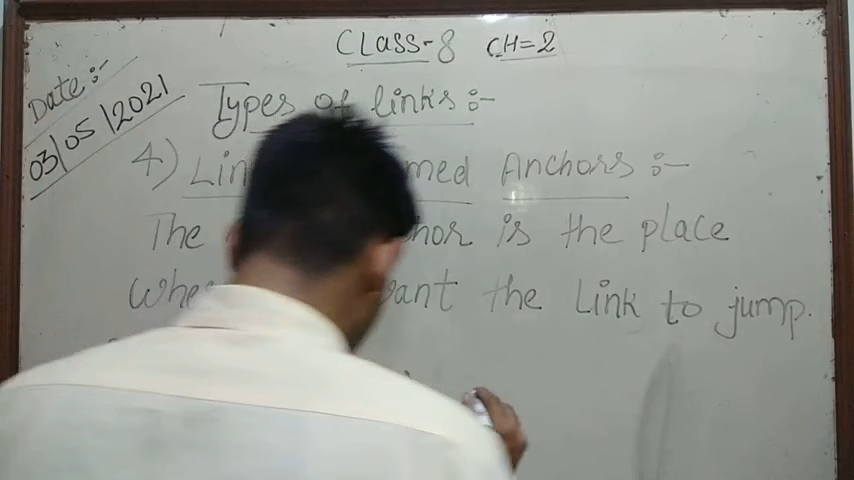 CLass-8 CH=2
Date:-
03/05/2021
Types of links:-
4) Lin med Anchors:-
The hor is the place
Whe want the Link to jump.